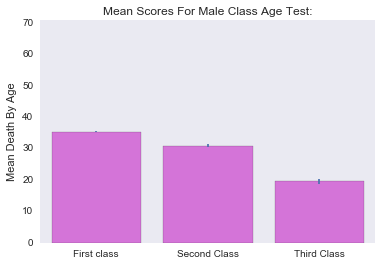 Mean Scores For Male Class Age Test:
Mean Death By Age
70
60
50
40
30
20
10
0
First class
Second Class
Third Class